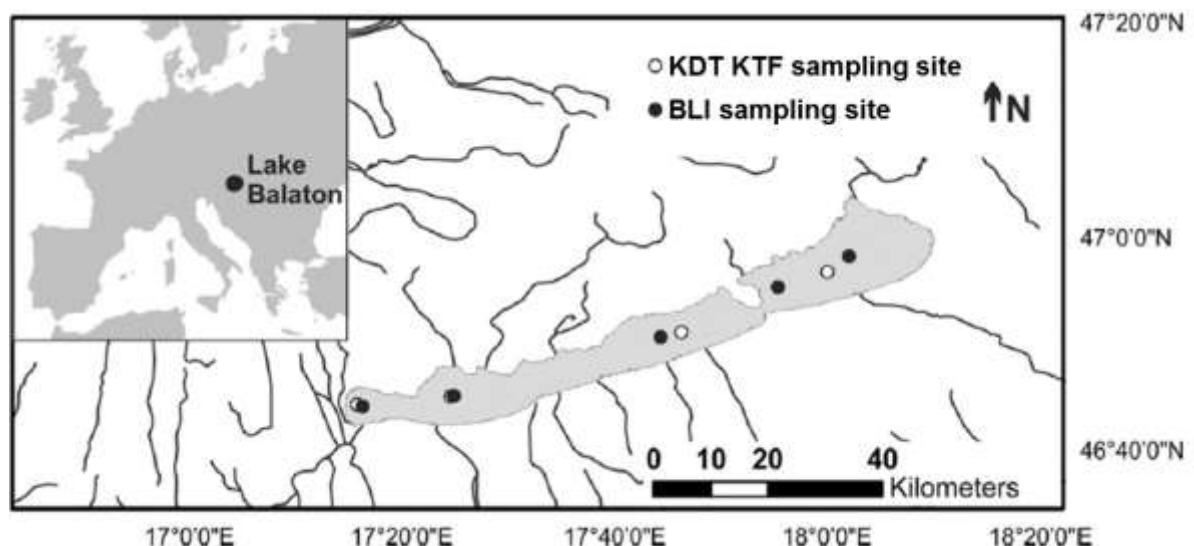 Lake
Balaton
KDT KTF sampling site
BLI sampling site
N
47°20'0"N
47°0'0"N
46°40'0"N
0 10 20 40
Kilometers
17°0'0"E 17°20'0"E 17°40'0"E 18°0'0"E 18°20'0"E